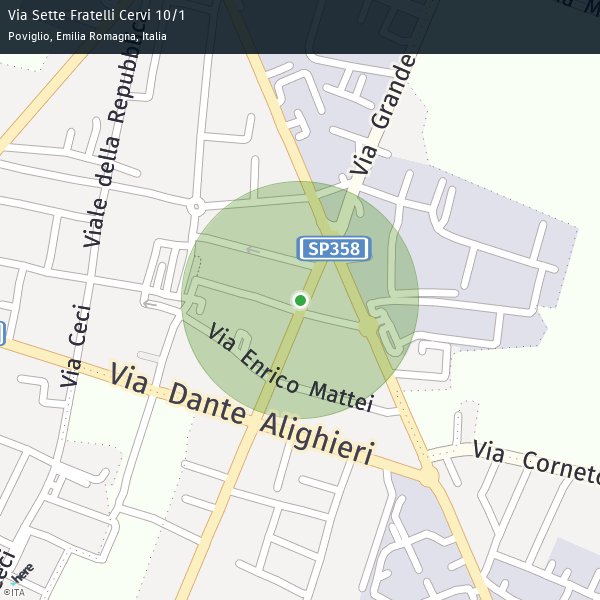 Via Sette Fratelli Cervi 10/1
Poviglio, Emilia Romagna, Italia
Viale della Repubblica
Via Grande
SP358
Via Ceci
Via Enrico Mattei
Via Dante Alighieri
Via Corneto
Ceci
here
©ITA